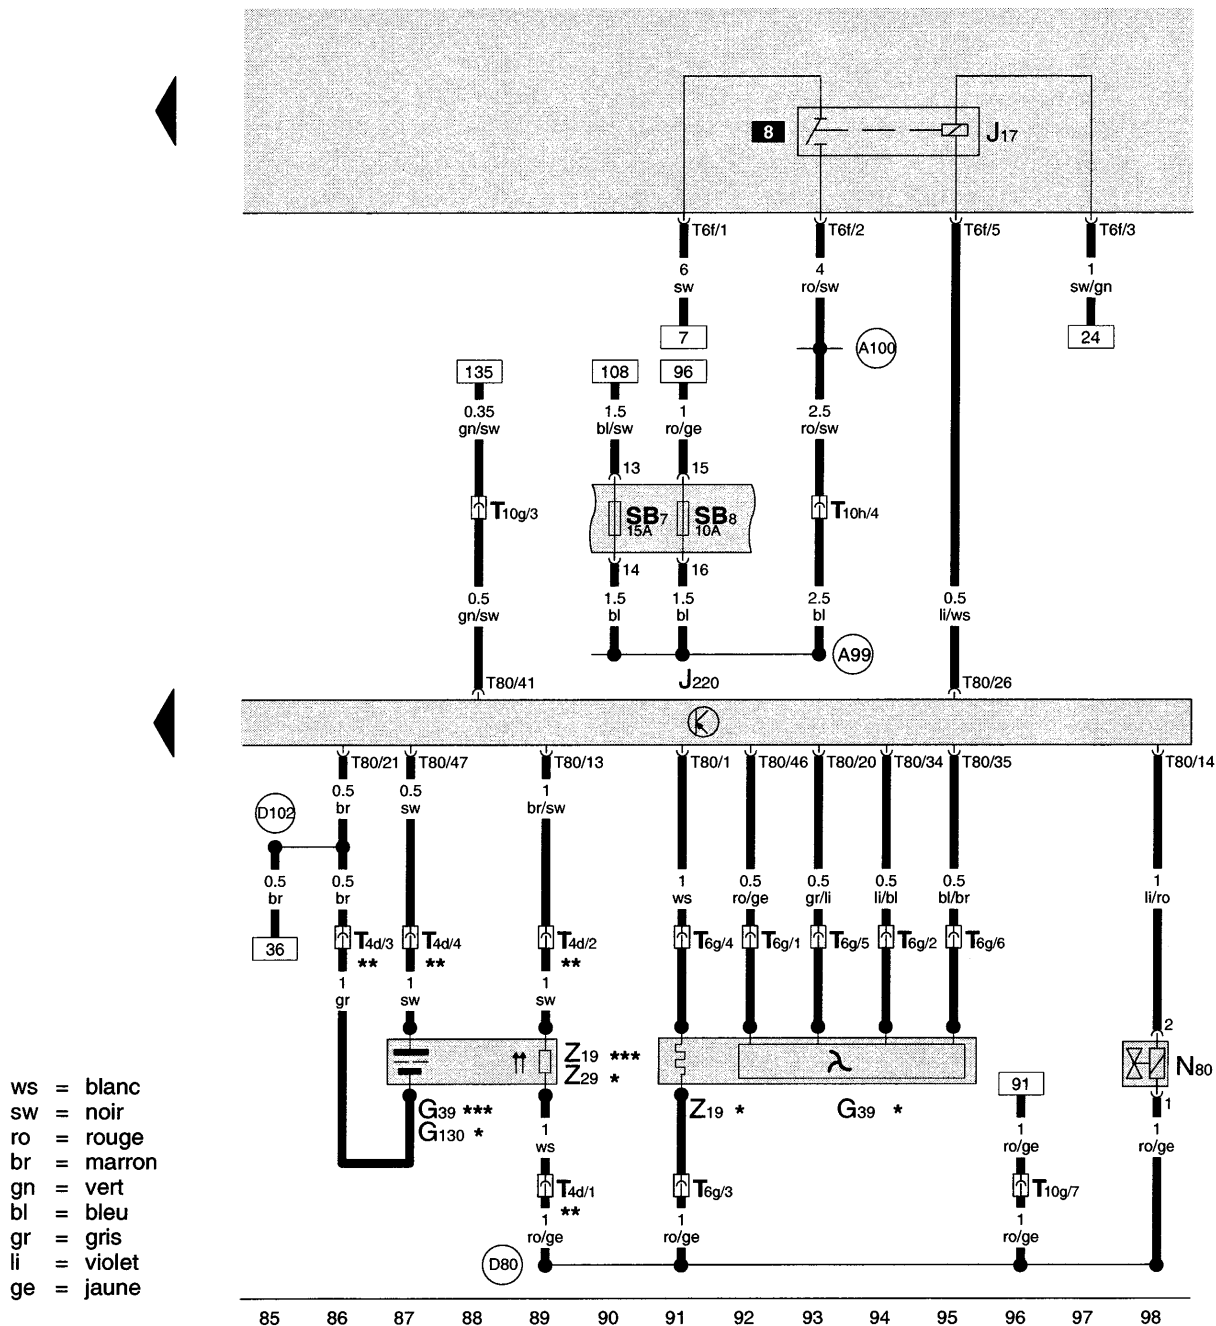 8
J17
T6f/1 T6f/2 T6f/5 T6f/3
6 4 1
sw ro/sw sw/gn
7 24
A100
135 108 96
0.35 1.5 1 2.5
gn/sw bl/sw ro/ge ro/sw
13 15
T10g/3 SB7 SB8 T10h/4
15A 10A
14 16
0.5 1.5 1.5 2.5 0.5
gn/sw bl bl bl li/ws
A99
J220
T80/41 T80/26
T80/21 T80/47 T80/13 T80/1 T80/46 T80/20 T80/34 T80/35 T80/14
0.5 0.5 1
br sw br/sw
D102
0.5 0.5 1 0.5 0.5 0.5 0.5 1
br br ws ro/ge gr/li li/bl bl/br li/ro
36 T4d/3 T4d/4 T4d/2 T6g/4 T6g/1 T6g/5 T6g/2 T6g/6
** ** **
1 1 1
gr sw sw
2
Z19 ***
Z29 *
N80
91
1
G39 *** Z19 * G39 *
G130 *
1 1 1
ws ro/ge ro/ge
T4d/1 T6g/3 T10g/7
**
1 1 1
ro/ge ro/ge ro/ge
D80
ws = blanc
sw = noir
ro = rouge
br = marron
gn = vert
bl = bleu
gr = gris
li = violet
ge = jaune
85 86 87 88 89 90 91 92 93 94 95 96 97 98